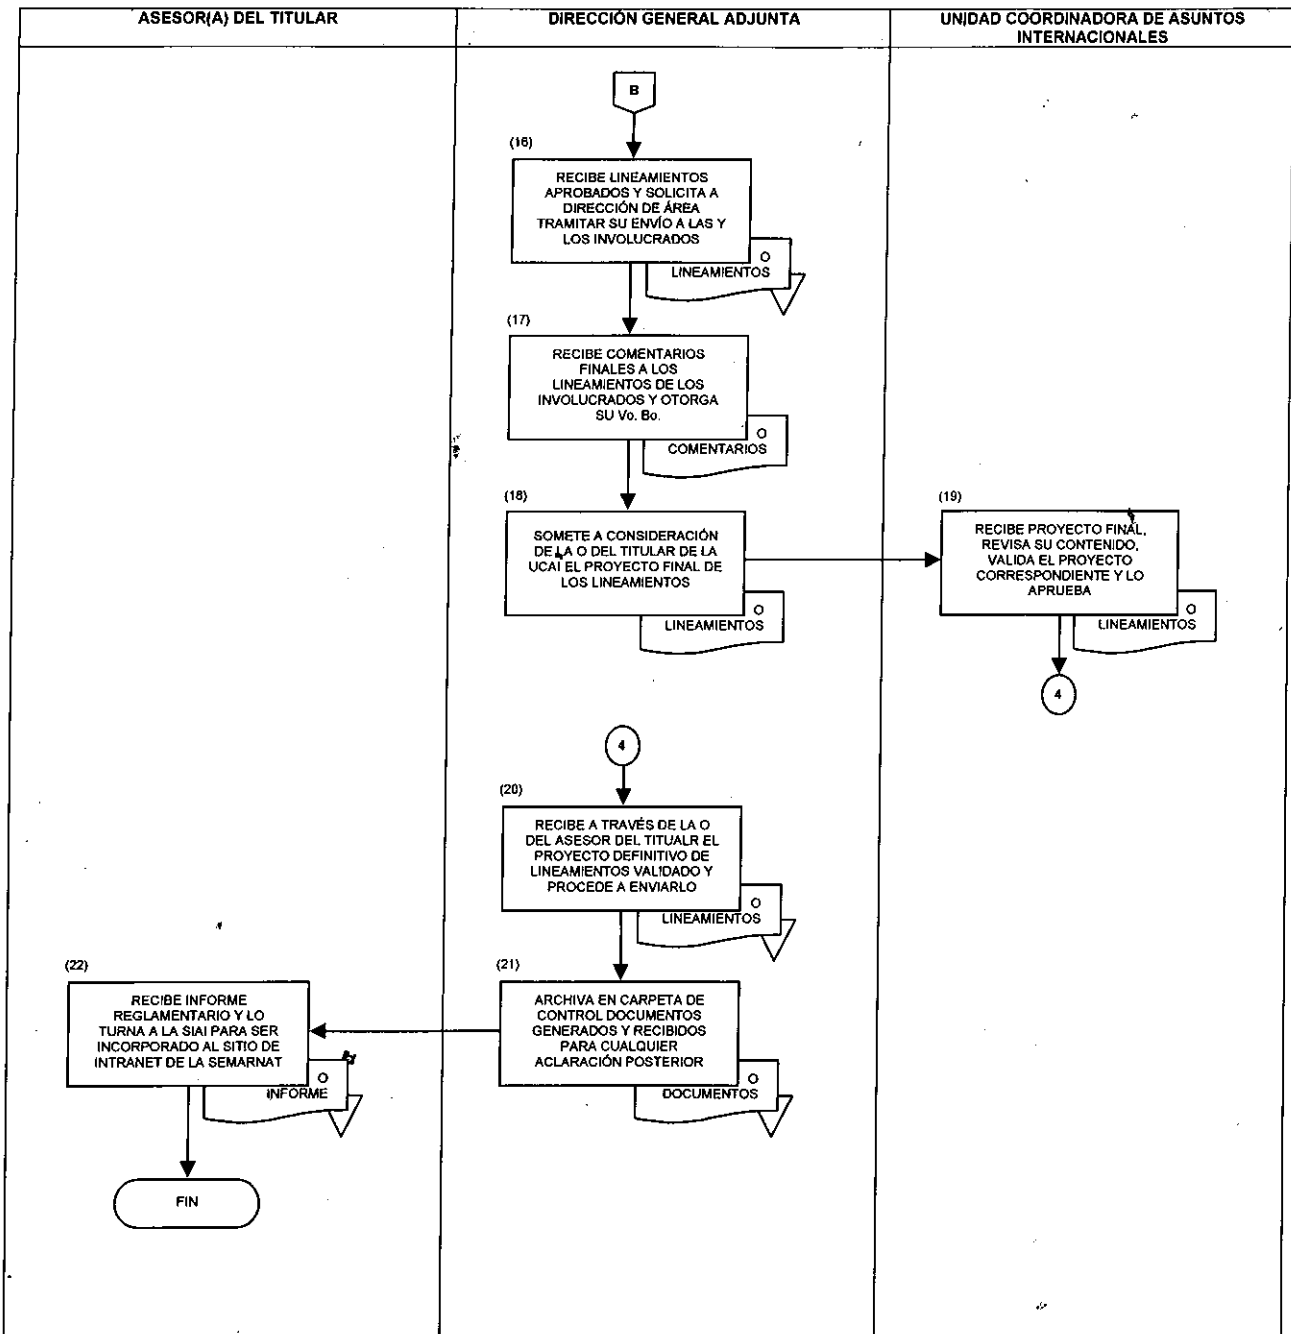 ASESOR(A) DEL TITULAR
DIRECCIÓN GENERAL ADJUNTA
UNIDAD COORDINADORA DE ASUNTOS
INTERNACIONALES
B
(16)
RECIBE LINEAMIENTOS
APROBADOS Y SOLICITA A
DIRECCIÓN DE ÁREA
TRAMITAR SU ENVÍO A LAS Y
LOS INVOLUCRADOS
O
LINEAMIENTOS
(17)
RECIBE COMENTARIOS
FINALES A LOS
LINEAMIENTOS DE LOS
INVOLUCRADOS Y OTORGA
SU Vo. Bo.
O
COMENTARIOS
(18)
SOMETE A CONSIDERACIÓN
DE LA O DEL TITULAR DE LA
UCAI EL PROYECTO FINAL DE
LOS LINEAMIENTOS
O
LINEAMIENTOS
(19)
RECIBE PROYECTO FINAL,
REVISA SU CONTENIDO,
VALIDA EL PROYECTO
CORRESPONDIENTE Y LO
APRUEBA
O
LINEAMIENTOS
4
4
(20)
RECIBE A TRAVÉS DE LA O
DEL ASESOR DEL TITUALR EL
PROYECTO DEFINITIVO DE
LINEAMIENTOS VALIDADO Y
PROCEDE A ENVIARLO
O
LINEAMIENTOS
(21)
ARCHIVA EN CARPETA DE
CONTROL DOCUMENTOS
GENERADOS Y RECIBIDOS
PARA CUALQUIER
ACLARACIÓN POSTERIOR
O
DOCUMENTOS
(22)
RECIBE INFORME
REGLAMENTARIO Y LO
TURNA A LA SIAI PARA SER
INCORPORADO AL SITIO DE
INTRANET DE LA SEMARNAT
O
INFORME
FIN